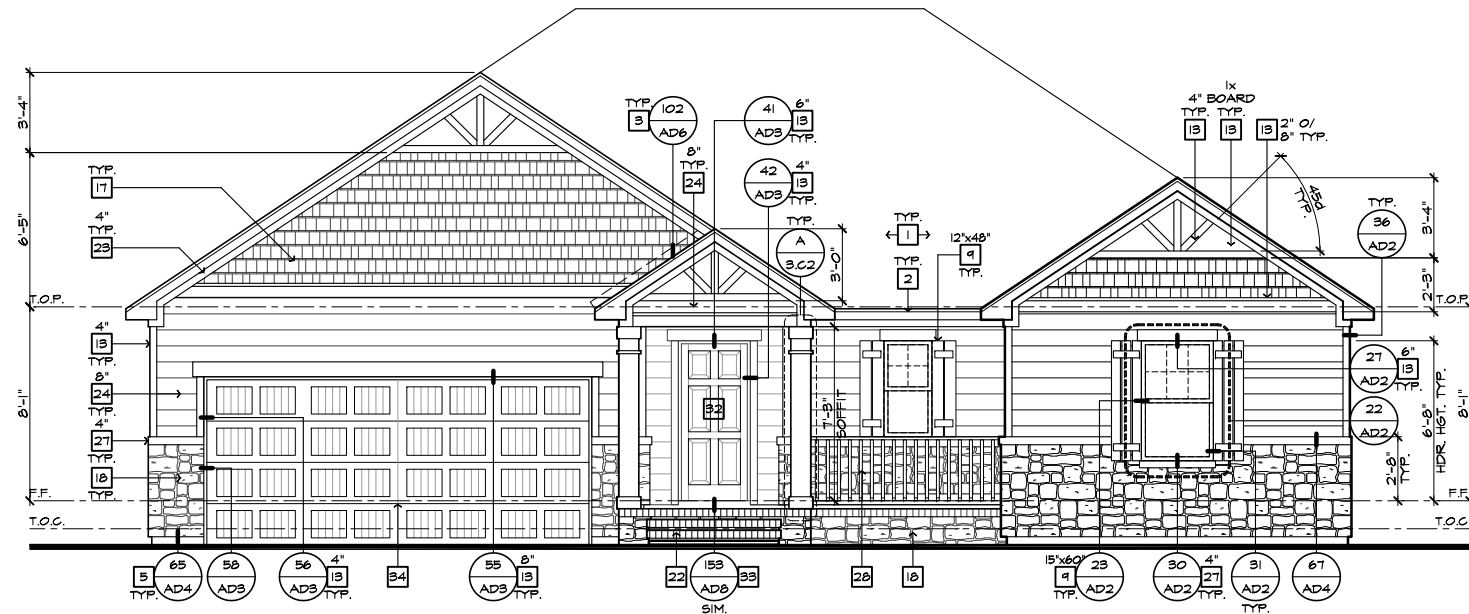 3'-4"
6'-5"
8'-1"
TYP.
17
4"
TYP.
23
T.O.P.
4"
13
TYP.
8"
24
TYP.
4"
27
TYP.
18
TYP.
F.F.
T.O.C.
TYP.
3
102
AD6
8"
TYP.
24
41
AD3
6"
13
TYP.
42
AD3
4"
13
TYP.
TYP.
A
3.C2
3'-0"
TYP.
1
TYP.
2
12"x48"
9
TYP.
1x
4" BOARD
TYP. TYP.
13 13 13
2" O/
8" TYP.
45d
TYP.
TYP.
36
AD2
3'-4"
2'-3"
T.O.P.
32
7'-3"
SOFFIT
27
AD2
6"
13
TYP.
22
AD2
2'-8"
TYP.
6'-8"
HDR. HGT. TYP.
8'-1"
F.F.
T.O.C.
5
TYP.
65
AD4
58
AD3
56
AD3
4"
13
TYP.
34
55
AD3
8"
13
TYP.
22
153
AD8
SIM.
33
28
18
15"x60"
9
TYP.
23
AD2
30
AD2
4"
27
TYP.
31
AD2
TYP.
67
AD4